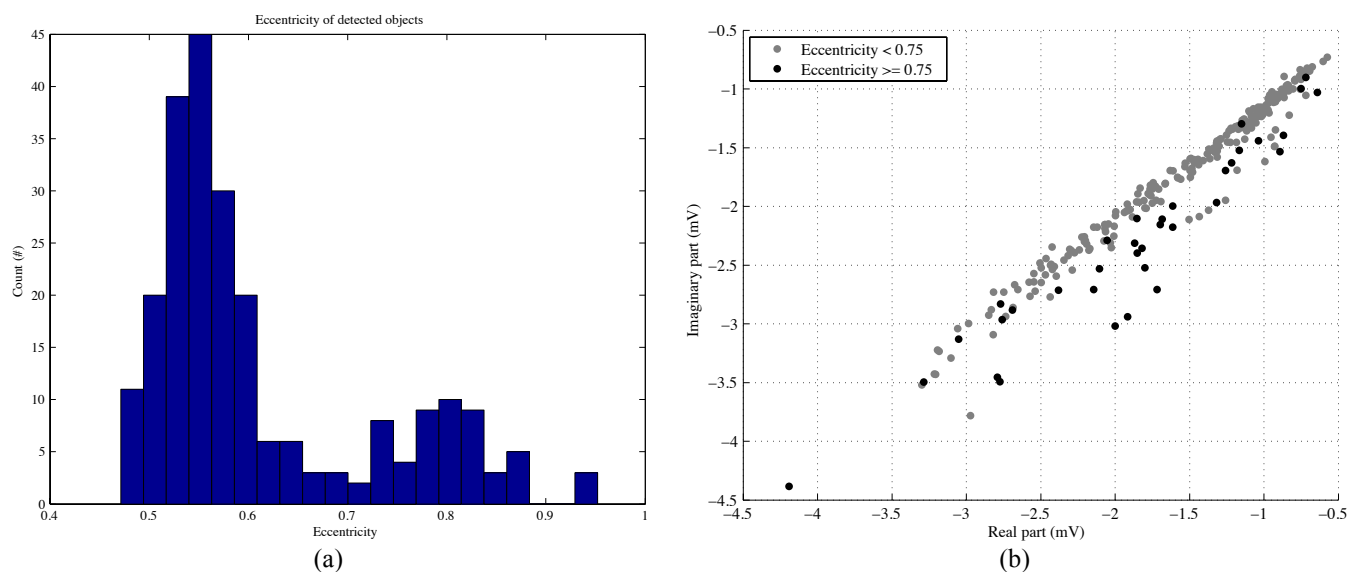 Eccentricity of detected objects
45
40
35
30
25
20
15
10
5
0
0.4 0.5 0.6 0.7 0.8 0.9 1
Count (#)
Eccentricity
(a)
Eccentricity < 0.75
Eccentricity >= 0.75
−0.5
−1
−1.5
−2
−2.5
−3
−3.5
−4
−4.5
−4.5 −4 −3.5 −3 −2.5 −2 −1.5 −1 −0.5
Imaginary part (mV)
Real part (mV)
(b)